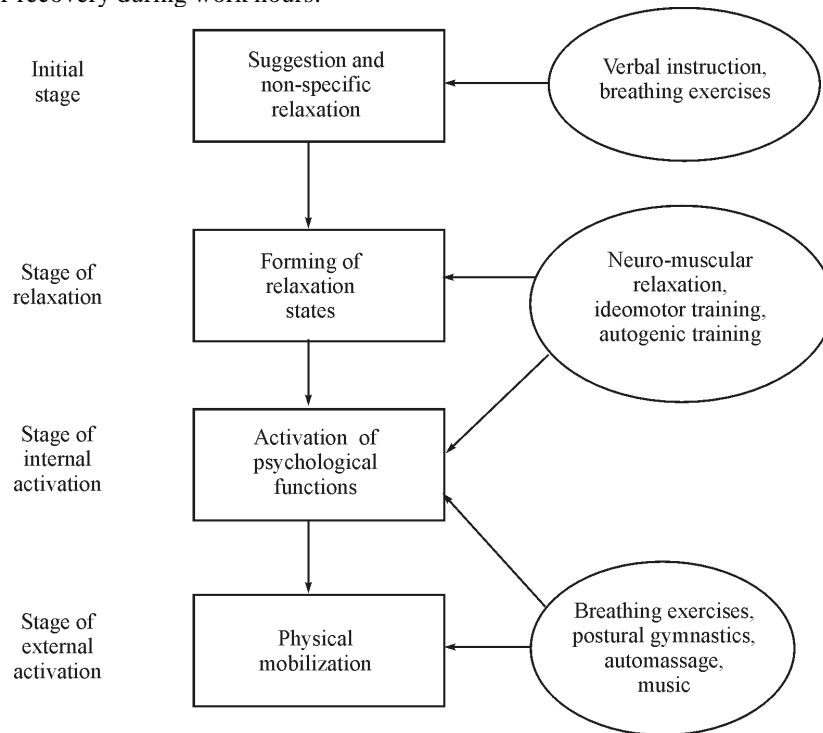 recovery during work hours.
Initial
stage
Suggestion and
non-specific
relaxation
Verbal instruction,
breathing exercises
Stage of
relaxation
Forming of
relaxation
states
Neuro-muscular
relaxation,
ideomotor training,
autogenic training
Stage of
internal
activation
Activation of
psychological
functions
Stage of
external
activation
Physical
mobilization
Breathing exercises,
postural gymnastics,
automassage,
music